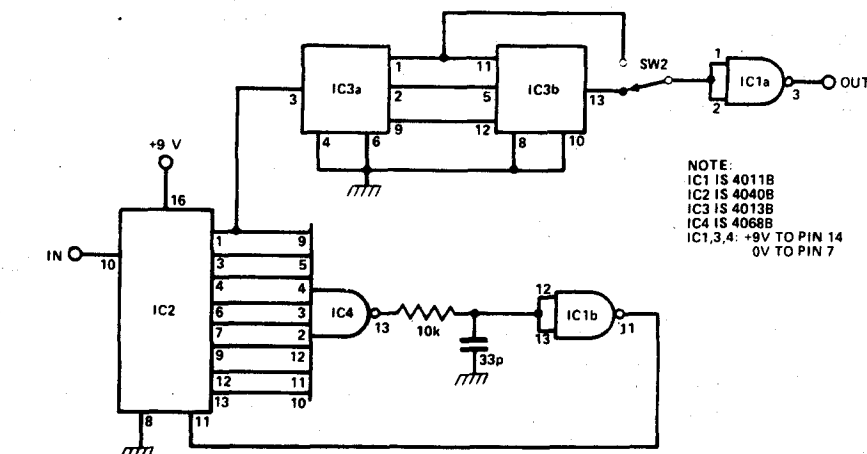 1
11
SW2
1
3
IC3a
2
5
IC3b
13
IC1a
3
OUT
2
9
12
4
6
8
10
+9 V
NOTE:
IC1 IS 4011B
IC2 IS 4040B
IC3 IS 4013B
IC4 IS 4068B
IC1,3,4: +9V TO PIN 14
0V TO PIN 7
16
IN
10
1
9
3
5
4
4
IC2
6
3
IC4
13
10k
12
IC1b
11
7
2
13
9
12
33p
12
11
13
10
8
11